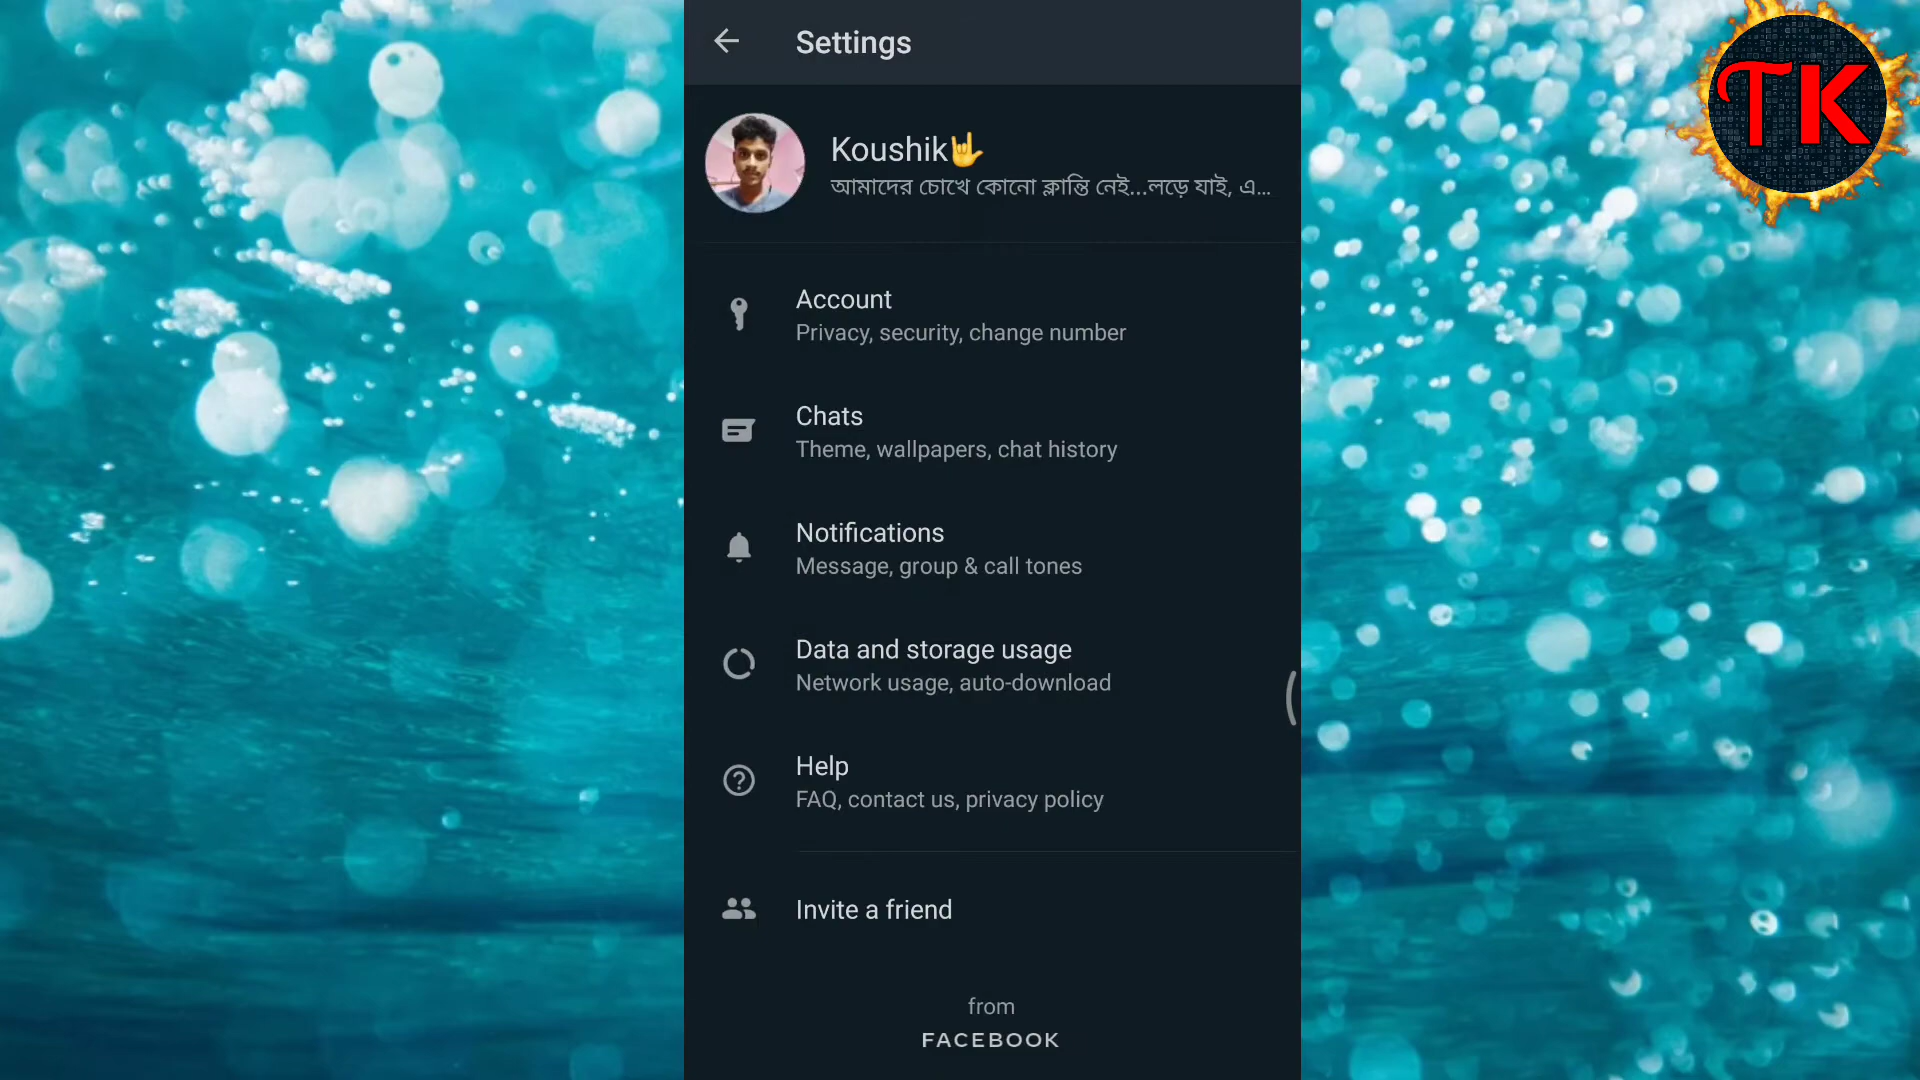 Settings
TK
Koushik🤟
আমাদের চোখে কোনো ক্লান্তি নেই...লড়ে যাই, এ...
Account
Privacy, security, change number
Chats
Theme, wallpapers, chat history
Notifications
Message, group & call tones
Data and storage usage
Network usage, auto-download
Help
FAQ, contact us, privacy policy
Invite a friend
from
FACEBOOK